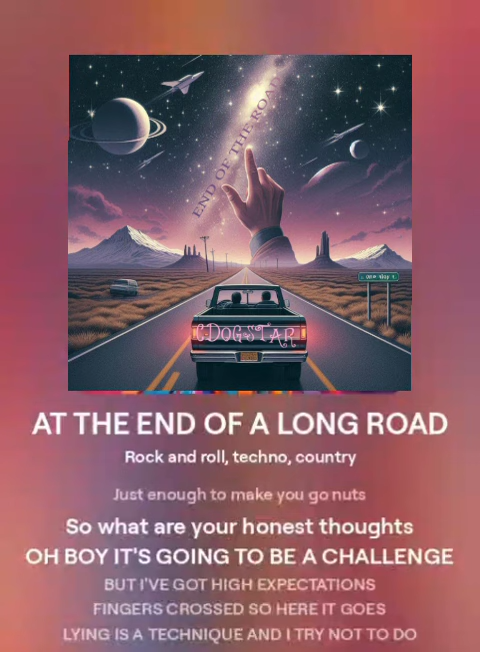 END OF THE ROAD
C-DOG-STAR
AT THE END OF A LONG ROAD
Rock and roll, techno, country
Just enough to make you go nuts
So what are your honest thoughts
OH BOY IT'S GOING TO BE A CHALLENGE
BUT I'VE GOT HIGH EXPECTATIONS
FINGERS CROSSED SO HERE IT GOES
LYING IS A TECHNIQUE AND I TRY NOT TO DO